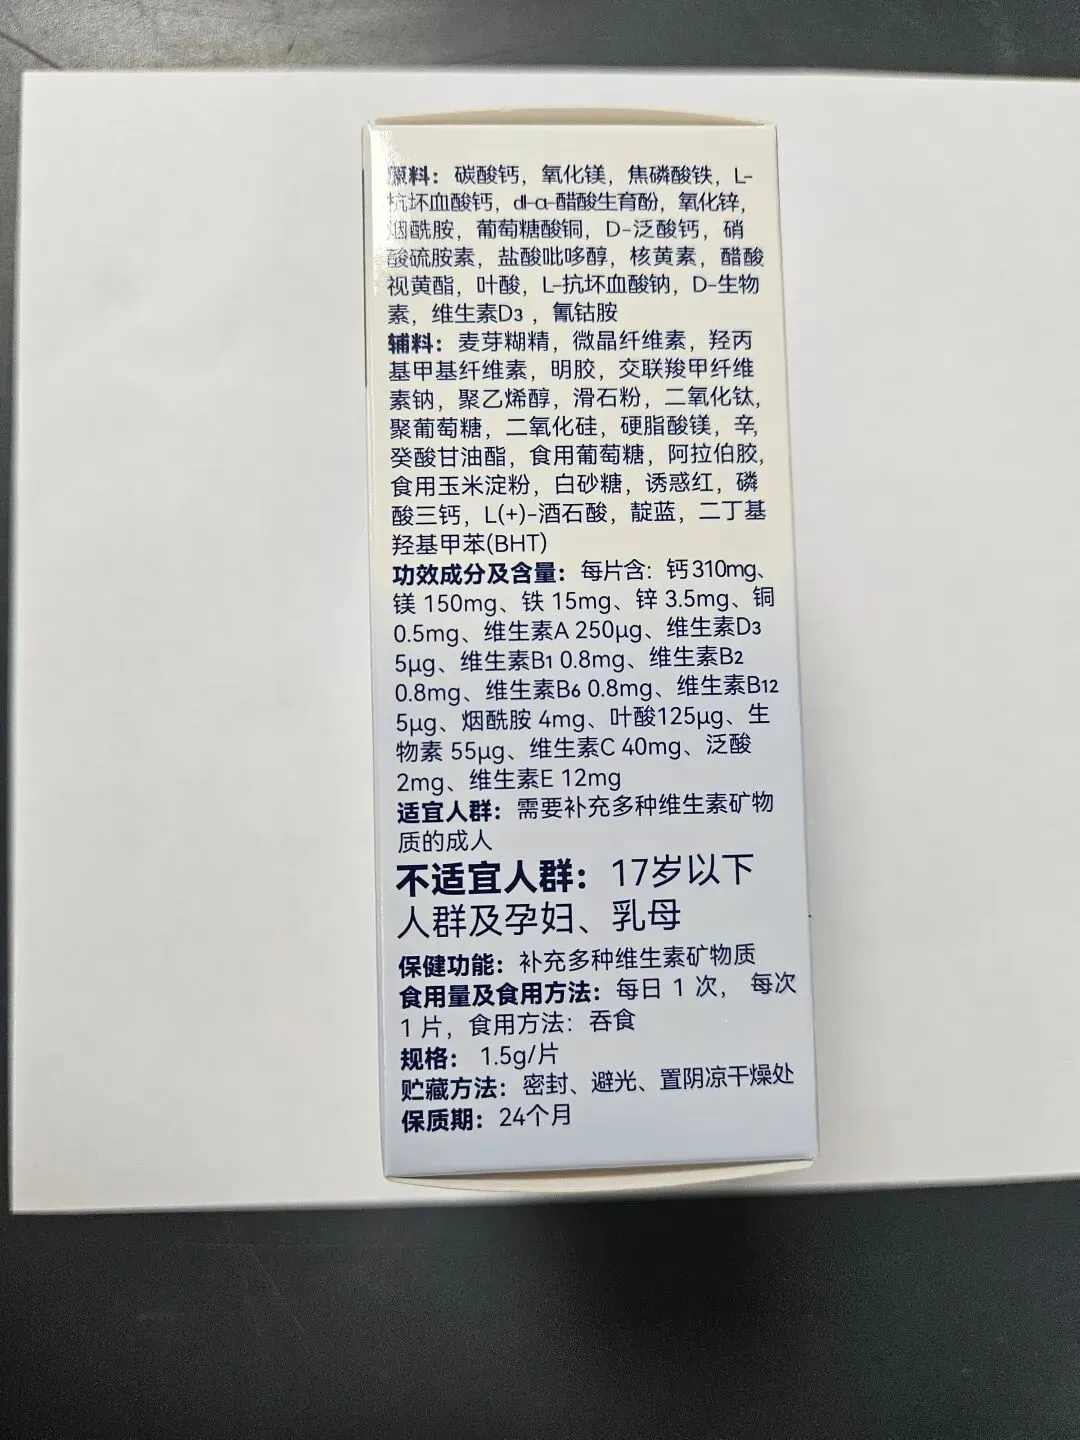 原料：碳酸钙，氧化镁，焦磷酸铁，L-
抗坏血酸钙，dl-α-醋酸生育酚，氧化锌，
烟酰胺，葡萄糖酸铜，D-泛酸钙，硝
酸硫胺素，盐酸吡哆醇，核黄素，醋酸
视黄酯，叶酸，L-抗坏血酸钠，D-生物
素，维生素D3，氰钴胺
辅料：麦芽糊精，微晶纤维素，羟丙
基甲基纤维素，明胶，交联羧甲纤维
素钠，聚乙烯醇，滑石粉，二氧化钛，
聚葡萄糖，二氧化硅，硬脂酸镁，辛，
癸酸甘油酯，食用葡萄糖，阿拉伯胶，
食用玉米淀粉，白砂糖，诱惑红，磷
酸三钙，L(+)-酒石酸，靛蓝，二丁基
羟基甲苯(BHT)
功效成分及含量：每片含：钙310mg、
镁 150mg、铁 15mg、锌 3.5mg、铜
0.5mg、维生素A 250μg、维生素D3
5μg、维生素B1 0.8mg、维生素B2
0.8mg、维生素B6 0.8mg、维生素B12
5μg、烟酰胺 4mg、叶酸125μg、生
物素 55μg、维生素C 40mg、泛酸
2mg、维生素E 12mg
适宜人群：需要补充多种维生素矿物
质的成人
不适宜人群：17岁以下
人群及孕妇、乳母
保健功能：补充多种维生素矿物质
食用量及食用方法：每日 1 次， 每次
1 片，食用方法：吞食
规格： 1.5g/片
贮藏方法：密封、避光、置阴凉干燥处
保质期：24个月